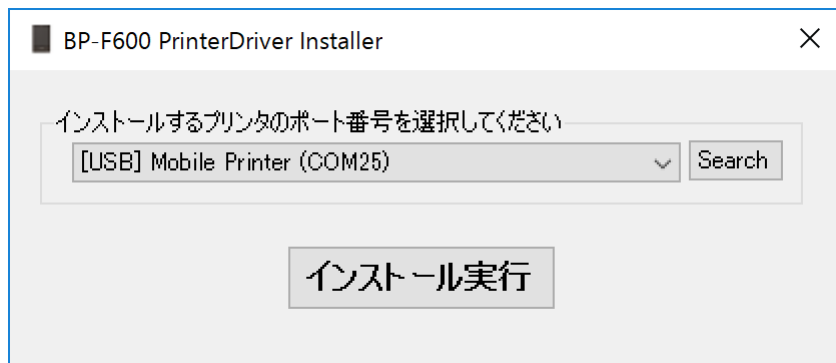 BP-F600 PrinterDriver Installer
インストールするプリンタのポート番号を選択してください
[USB] Mobile Printer (COM25)
Search
インストール実行